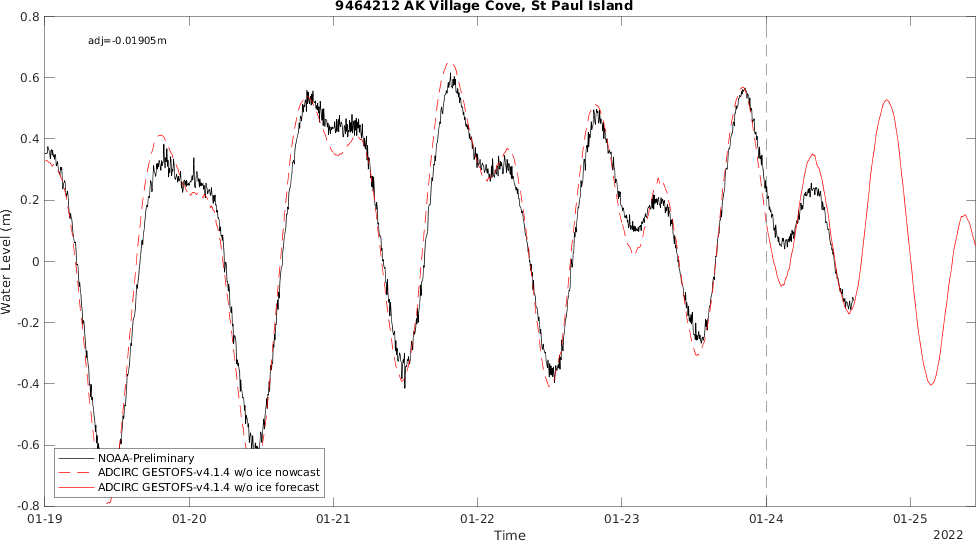 9464212 AK Village Cove, St Paul Island
adj=-0.01905m
Water Level (m)
0.8
0.6
0.4
0.2
0
-0.2
-0.4
-0.6
-0.8
NOAA-Preliminary
ADCIRC GESTOFS-v4.1.4 w/o ice nowcast
ADCIRC GESTOFS-v4.1.4 w/o ice forecast
01-19 01-20 01-21 01-22 01-23 01-24 01-25
Time
2022